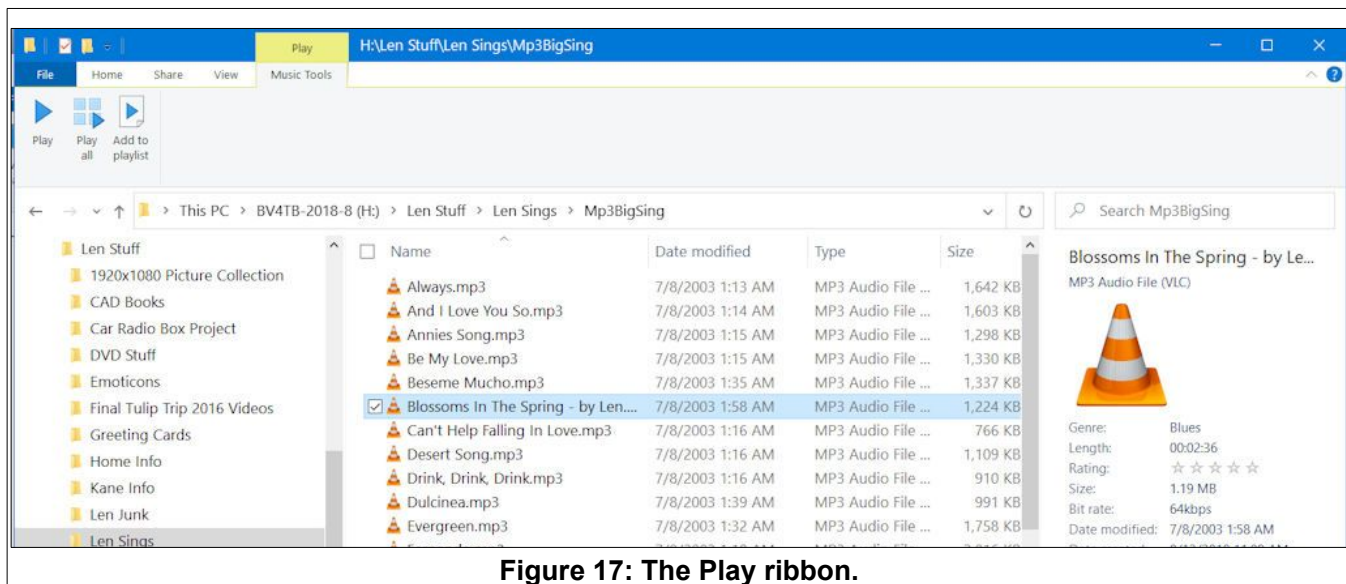 Play H:\Len Stuff\Len Sings\Mp3BigSing
File Home Share View Music Tools
Play Play all Add to playlist
This PC > BV4TB-2018-8 (H:) > Len Stuff > Len Sings > Mp3BigSing Search Mp3BigSing
Len Stuff
1920x1080 Picture Collection
CAD Books
Car Radio Box Project
DVD Stuff
Emoticons
Final Tulip Trip 2016 Videos
Greeting Cards
Home Info
Kane Info
Len Junk
Len Sings
Name Date modified Type Size
Always.mp3 7/8/2003 1:13 AM MP3 Audio File ... 1,642 KB
And I Love You So.mp3 7/8/2003 1:14 AM MP3 Audio File ... 1,603 KB
Annies Song.mp3 7/8/2003 1:15 AM MP3 Audio File ... 1,298 KB
Be My Love.mp3 7/8/2003 1:15 AM MP3 Audio File ... 1,330 KB
Beseme Mucho.mp3 7/8/2003 1:35 AM MP3 Audio File ... 1,337 KB
Blossoms In The Spring - by Len.... 7/8/2003 1:58 AM MP3 Audio File ... 1,224 KB
Can't Help Falling In Love.mp3 7/8/2003 1:16 AM MP3 Audio File ... 766 KB
Desert Song.mp3 7/8/2003 1:16 AM MP3 Audio File ... 1,109 KB
Drink, Drink, Drink.mp3 7/8/2003 1:16 AM MP3 Audio File ... 910 KB
Dulcinea.mp3 7/8/2003 1:39 AM MP3 Audio File ... 991 KB
Evergreen.mp3 7/8/2003 1:32 AM MP3 Audio File ... 1,758 KB
Blossoms In The Spring - by Le...
MP3 Audio File (VLC)
Genre: Blues
Length: 00:02:36
Rating:
Size: 1.19 MB
Bit rate: 64kbps
Date modified: 7/8/2003 1:58 AM
Figure 17: The Play ribbon.